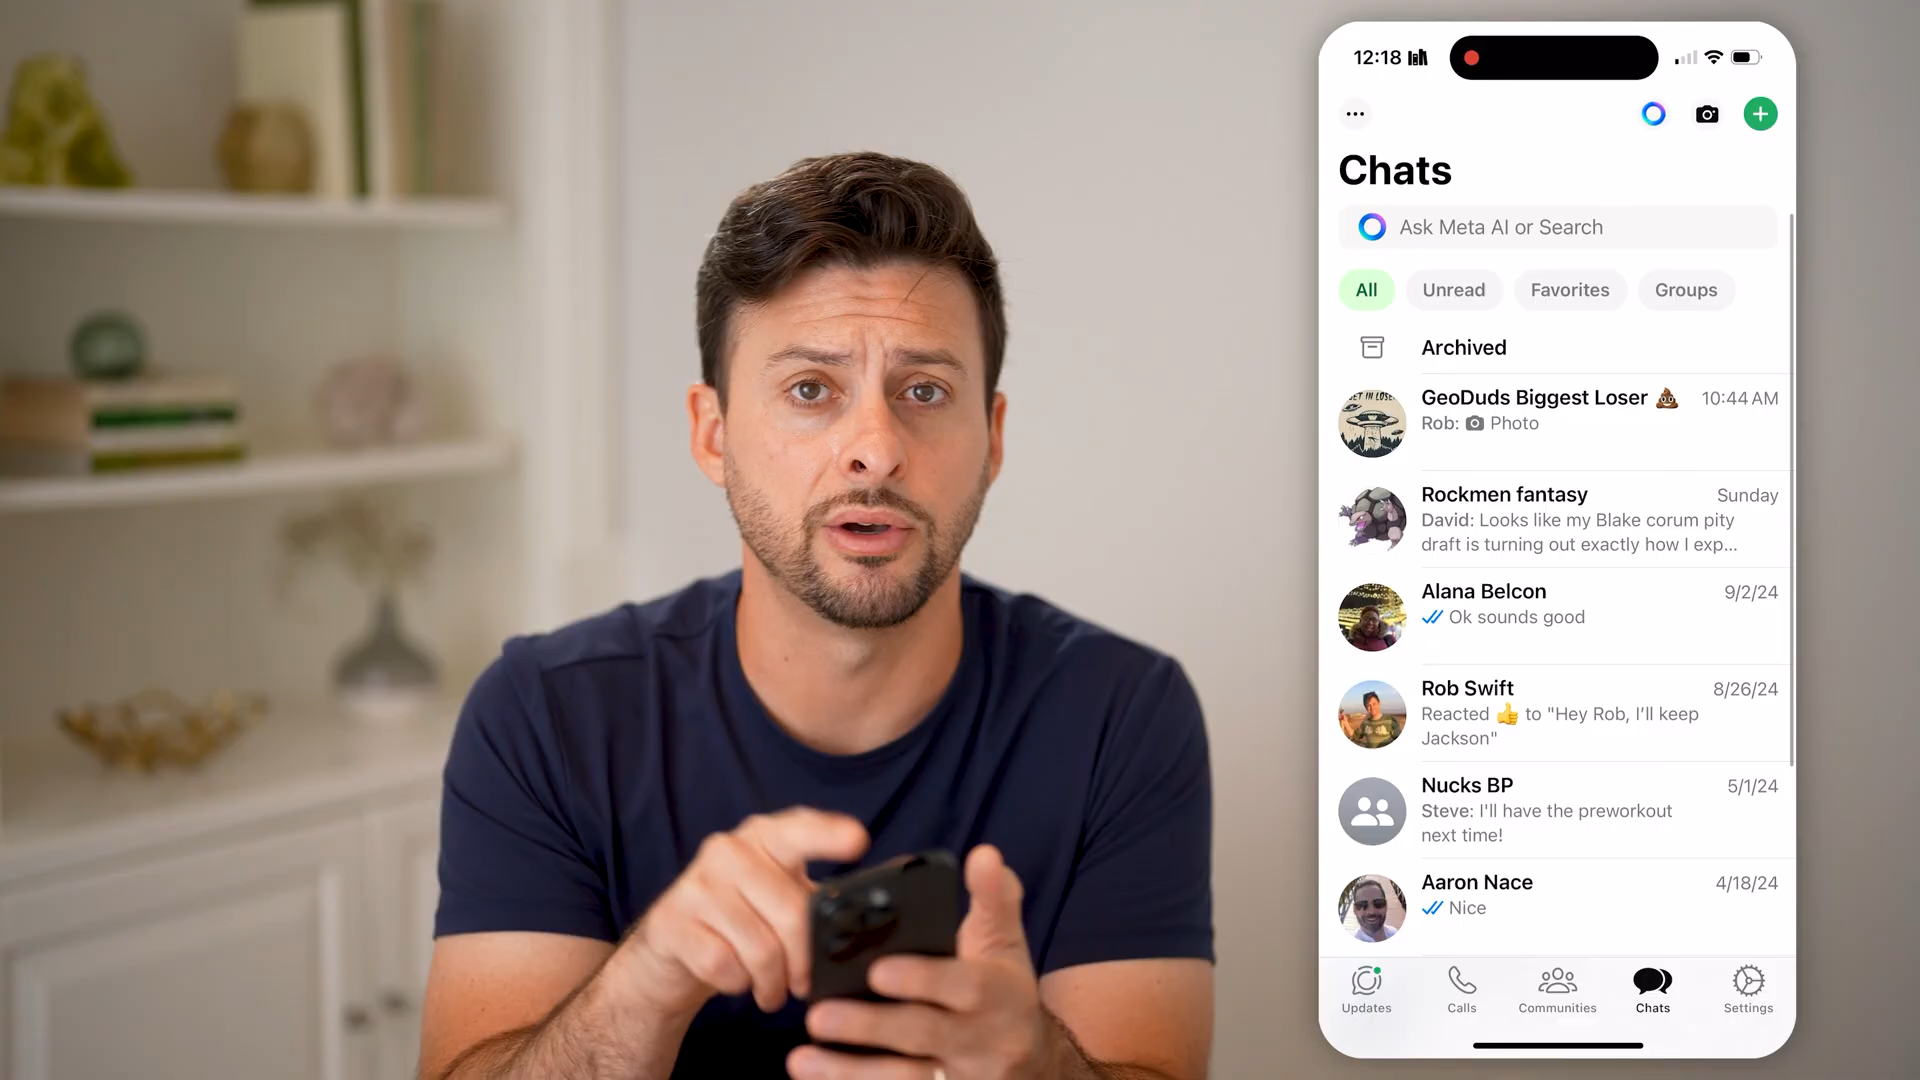 12:18
Chats
Ask Meta AI or Search
All Unread Favorites Groups
Archived
GET IN LOSER
GeoDuds Biggest Loser 💩 10:44 AM
Rob: 📷 Photo
Rockmen fantasy Sunday
David: Looks like my Blake corum pity
draft is turning out exactly how I exp...
Alana Belcon 9/2/24
Ok sounds good
Rob Swift 8/26/24
Reacted 👍 to "Hey Rob, I’ll keep
Jackson"
Nucks BP 5/1/24
Steve: I'll have the preworkout
next time!
Aaron Nace 4/18/24
Nice
Updates Calls Communities Chats Settings